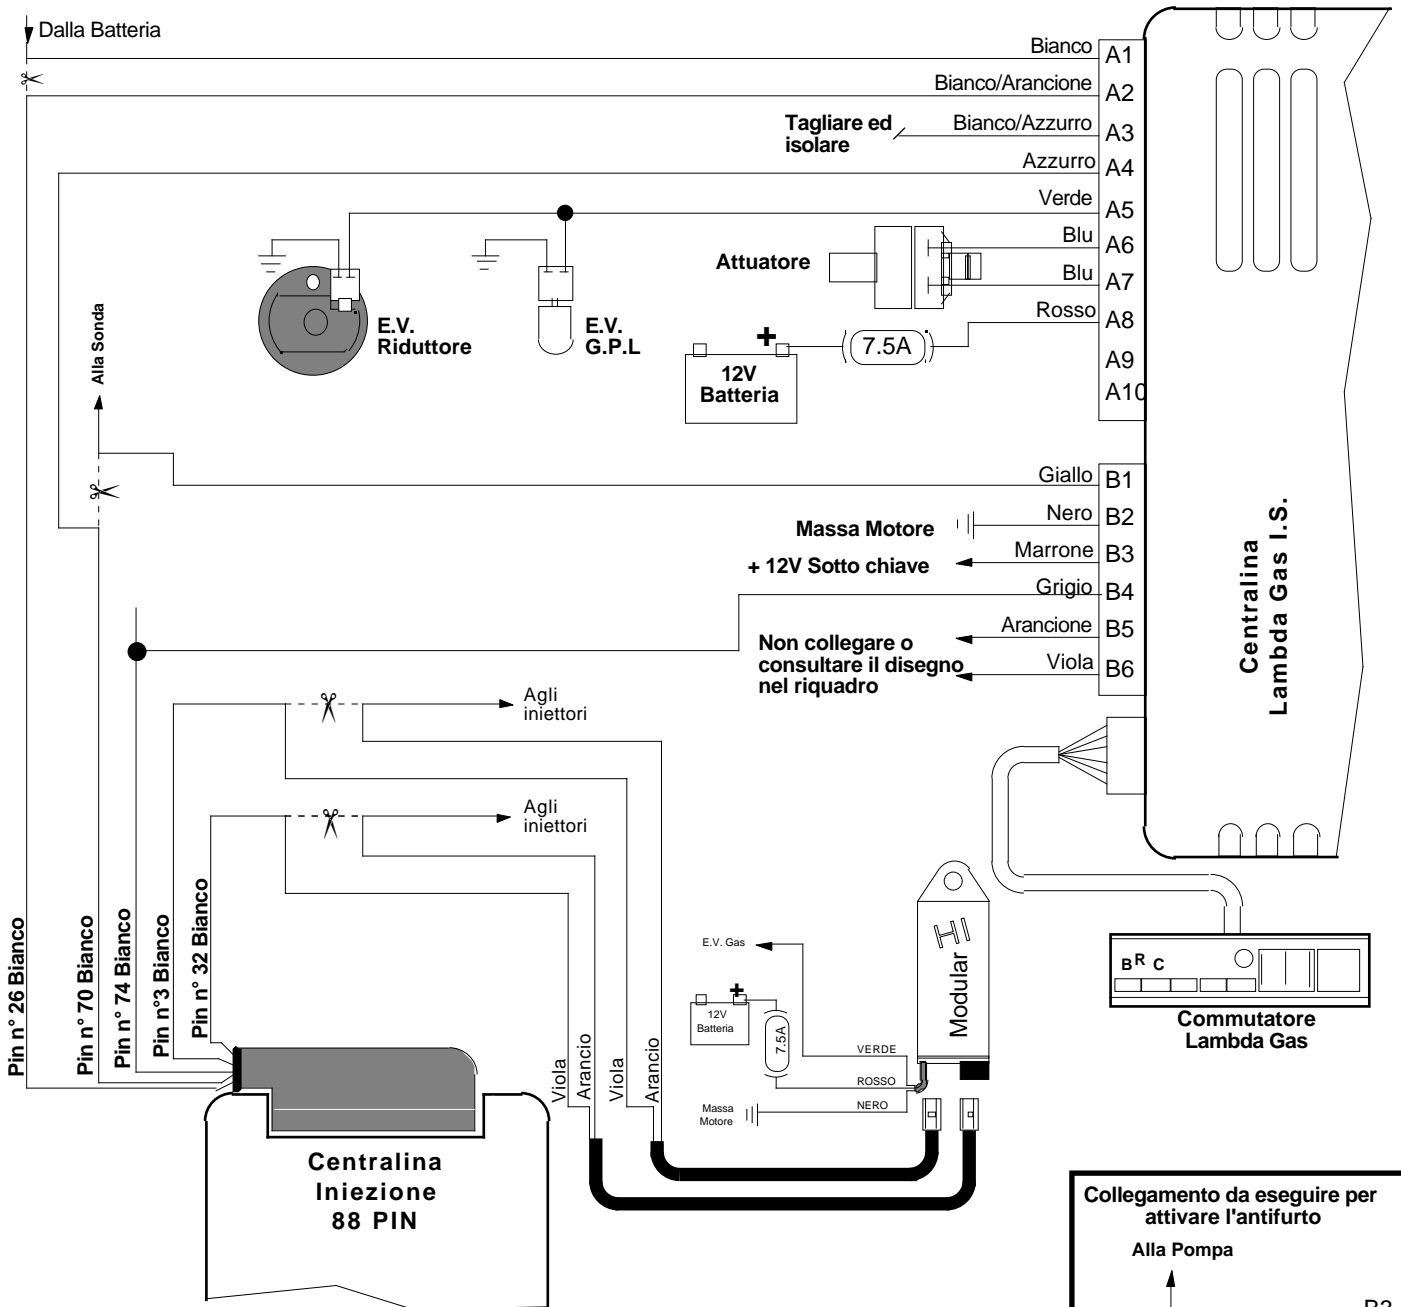 Dalla Batteria
Bianco A1
Bianco/Arancione A2
Tagliare ed
isolare
Bianco/Azzurro A3
Azzurro A4
Verde A5
Blu A6
Attuatore
Blu A7
Rosso A8
7.5A
+
12V
Batteria
A9
A10
E.V.
Riduttore
E.V.
G.P.L
Alla Sonda
Giallo B1
Massa Motore
Nero B2
+ 12V Sotto chiave
Marrone B3
Grigio B4
Non collegare o
consultare il disegno
nel riquadro
Arancione B5
Viola B6
Centralina
Lambda Gas I.S.
Agli
iniettori
Agli
iniettori
Pin n° 26 Bianco
Pin n° 70 Bianco
Pin n° 74 Bianco
Pin n°3 Bianco
Pin n° 32 Bianco
Viola
Arancio
Viola
Arancio
E.V. Gas
+
12V
Batteria
7.5A
VERDE
ROSSO
NERO
Massa
Motore
Modular HI
B R C
Commutatore
Lambda Gas
Centralina
Iniezione
88 PIN
Collegamento da eseguire per
attivare l'antifurto
Alla Pompa